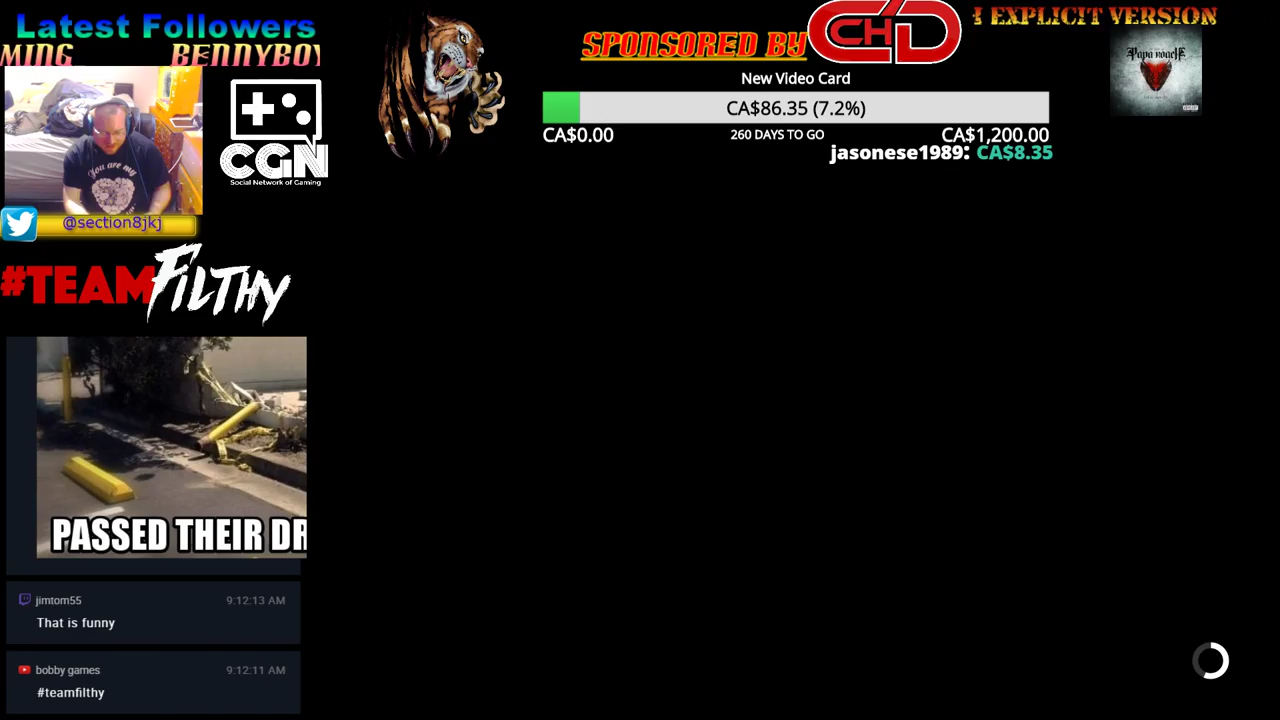 Latest Followers
MING BENNYBOY
@section8jkj
CGN
Social Network of Gaming
#TEAMFILTHY
SPONSORED BY CHD
New Video Card
CA$86.35 (7.2%)
CA$0.00 260 DAYS TO GO CA$1,200.00
jasonese1989: CA$8.35
EXPLICIT VERSION
Papa Roach
You are my
PASSED THEIR DR
jimtom55 9:12:13 AM
That is funny
bobby games 9:12:11 AM
#teamfilthy